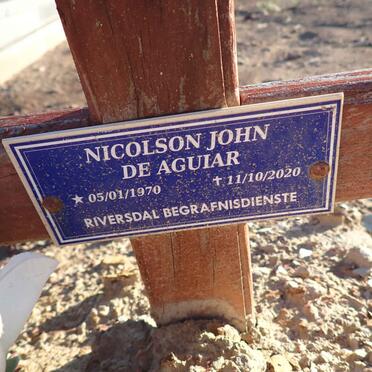 NICOLSON JOHN
DE AGUIAR
★ 05/01/1970 ✝ 11/10/2020
RIVERSDAL BEGRAFNISDIENSTE